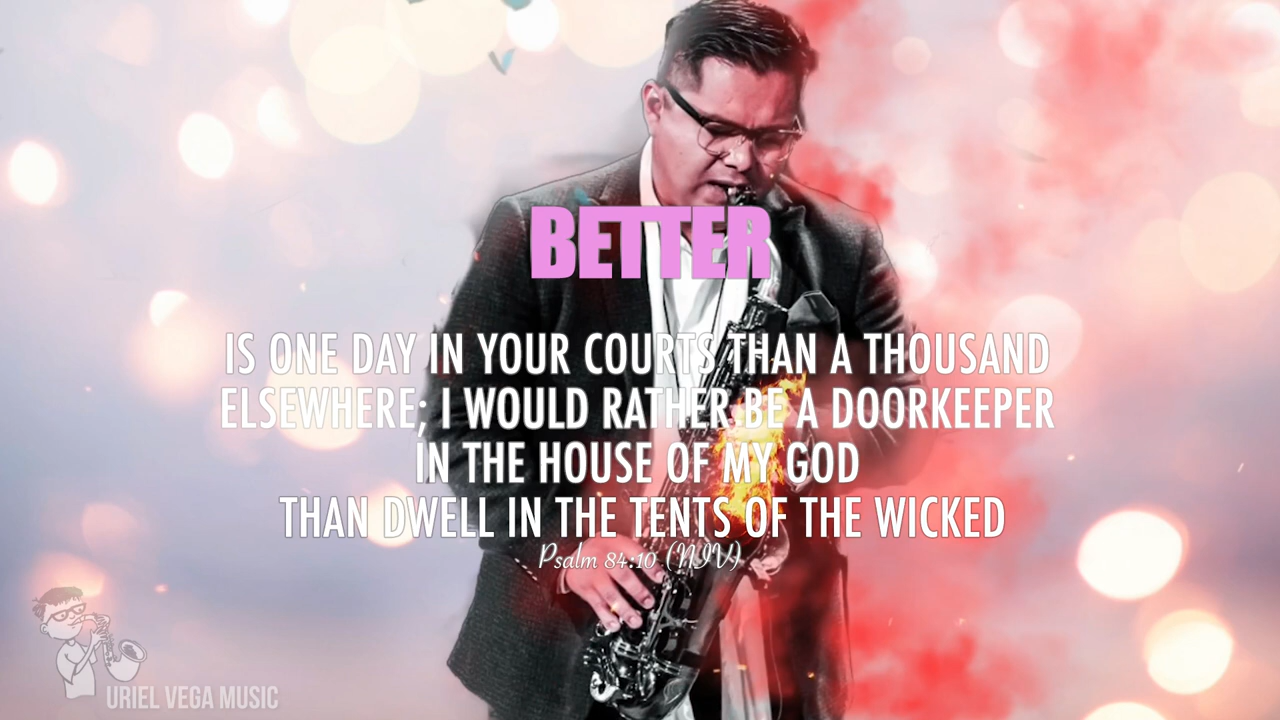 BETTER
IS ONE DAY IN YOUR COURTS THAN A THOUSAND
ELSEWHERE; I WOULD RATHER BE A DOORKEEPER
IN THE HOUSE OF MY GOD
THAN DWELL IN THE TENTS OF THE WICKED
Psalm 84:10 (NIV)
URIEL VEGA MUSIC